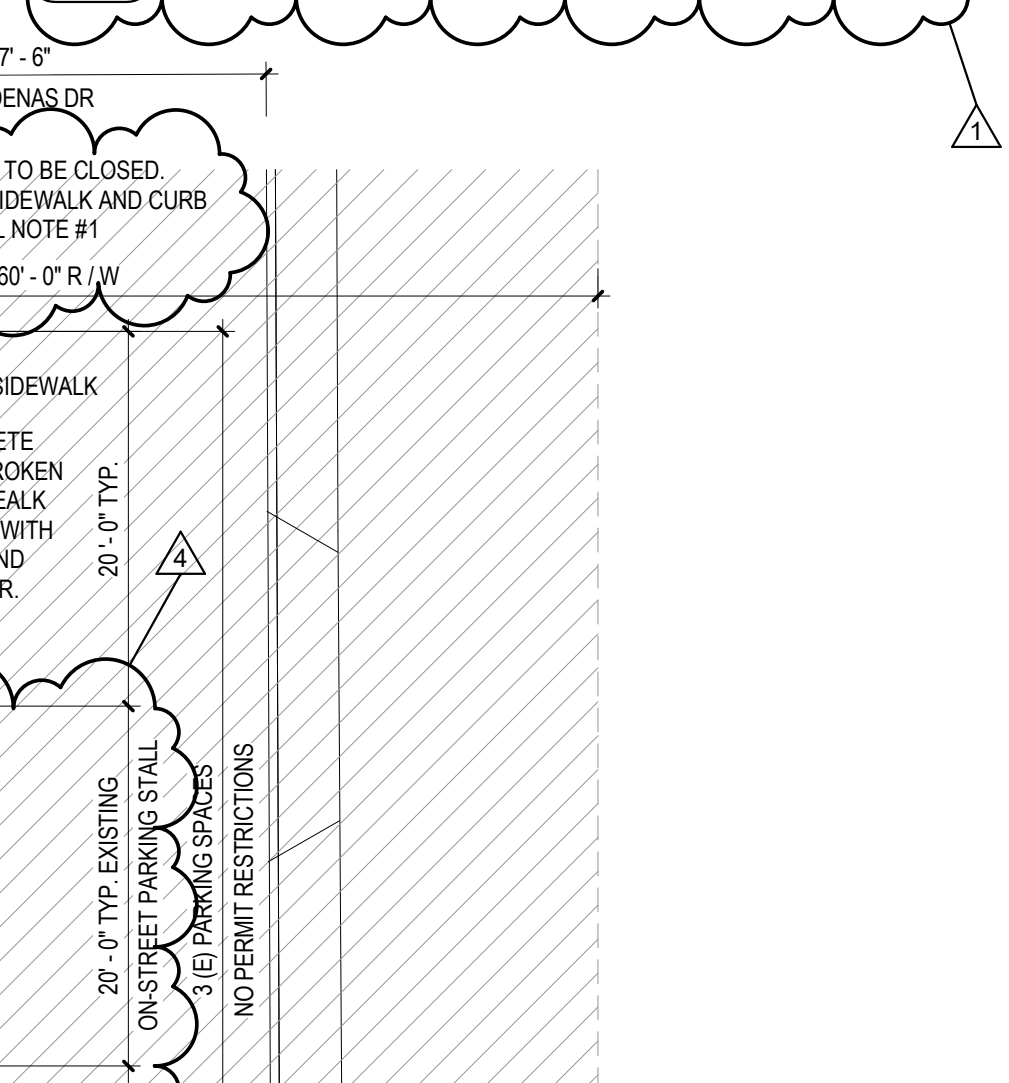 7' - 6"
DENAS DR
1
TO BE CLOSED.
IDEWALK AND CURB
L NOTE #1
60' - 0" R / W
SIDEWALK
ETE
ROKEN
EALK
WITH
ND
R.
20 '- 0" TYP.
4
20' - 0" TYP. EXISTING
ON-STREET PARKING STALL
3 (E) PARKING SPACES
NO PERMIT RESTRICTIONS